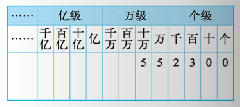 …… 亿级 万级 个级
…… 千亿 百亿 十亿 亿 千万 百万 十万 万 千 百 十 个
5 5 2 3 0 0